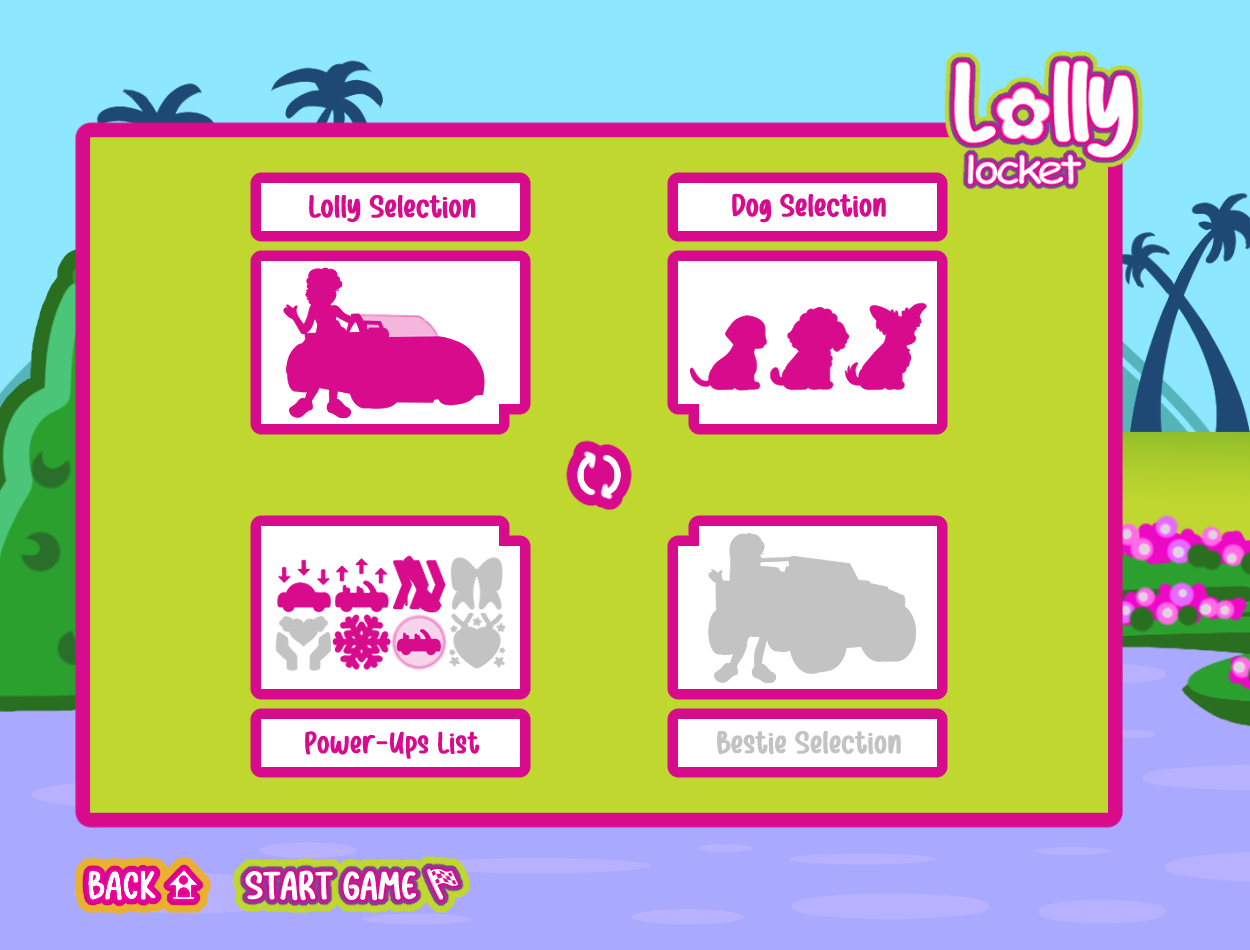 Lolly
locket
Lolly Selection
Dog Selection
Power-Ups List
Bestie Selection
BACK
START GAME